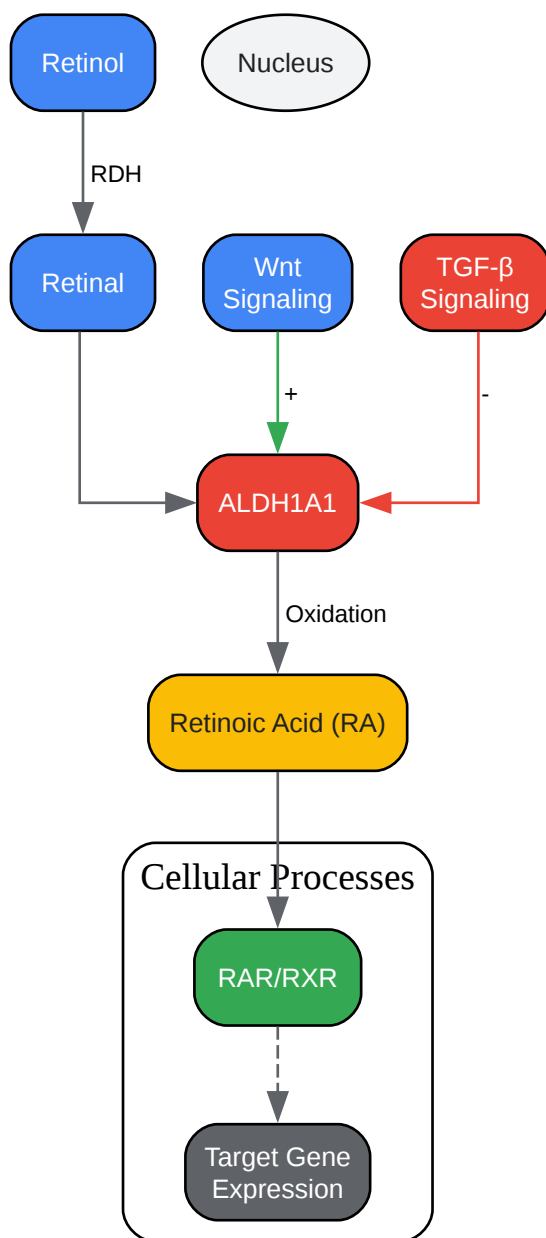 Retinol
Nucleus
RDH
Retinal
Wnt
Signaling
TGF-β
Signaling
+
-
ALDH1A1
Oxidation
Retinoic Acid (RA)
Cellular Processes
RAR/RXR
Target Gene
Expression